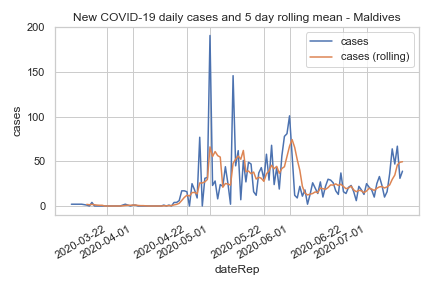 New COVID-19 daily cases and 5 day rolling mean - Maldives
cases
cases (rolling)
200
150
100
50
0
cases
2020-03-22
2020-04-01
2020-04-22
2020-05-01
2020-05-22
2020-06-01
2020-06-22
2020-07-01
dateRep